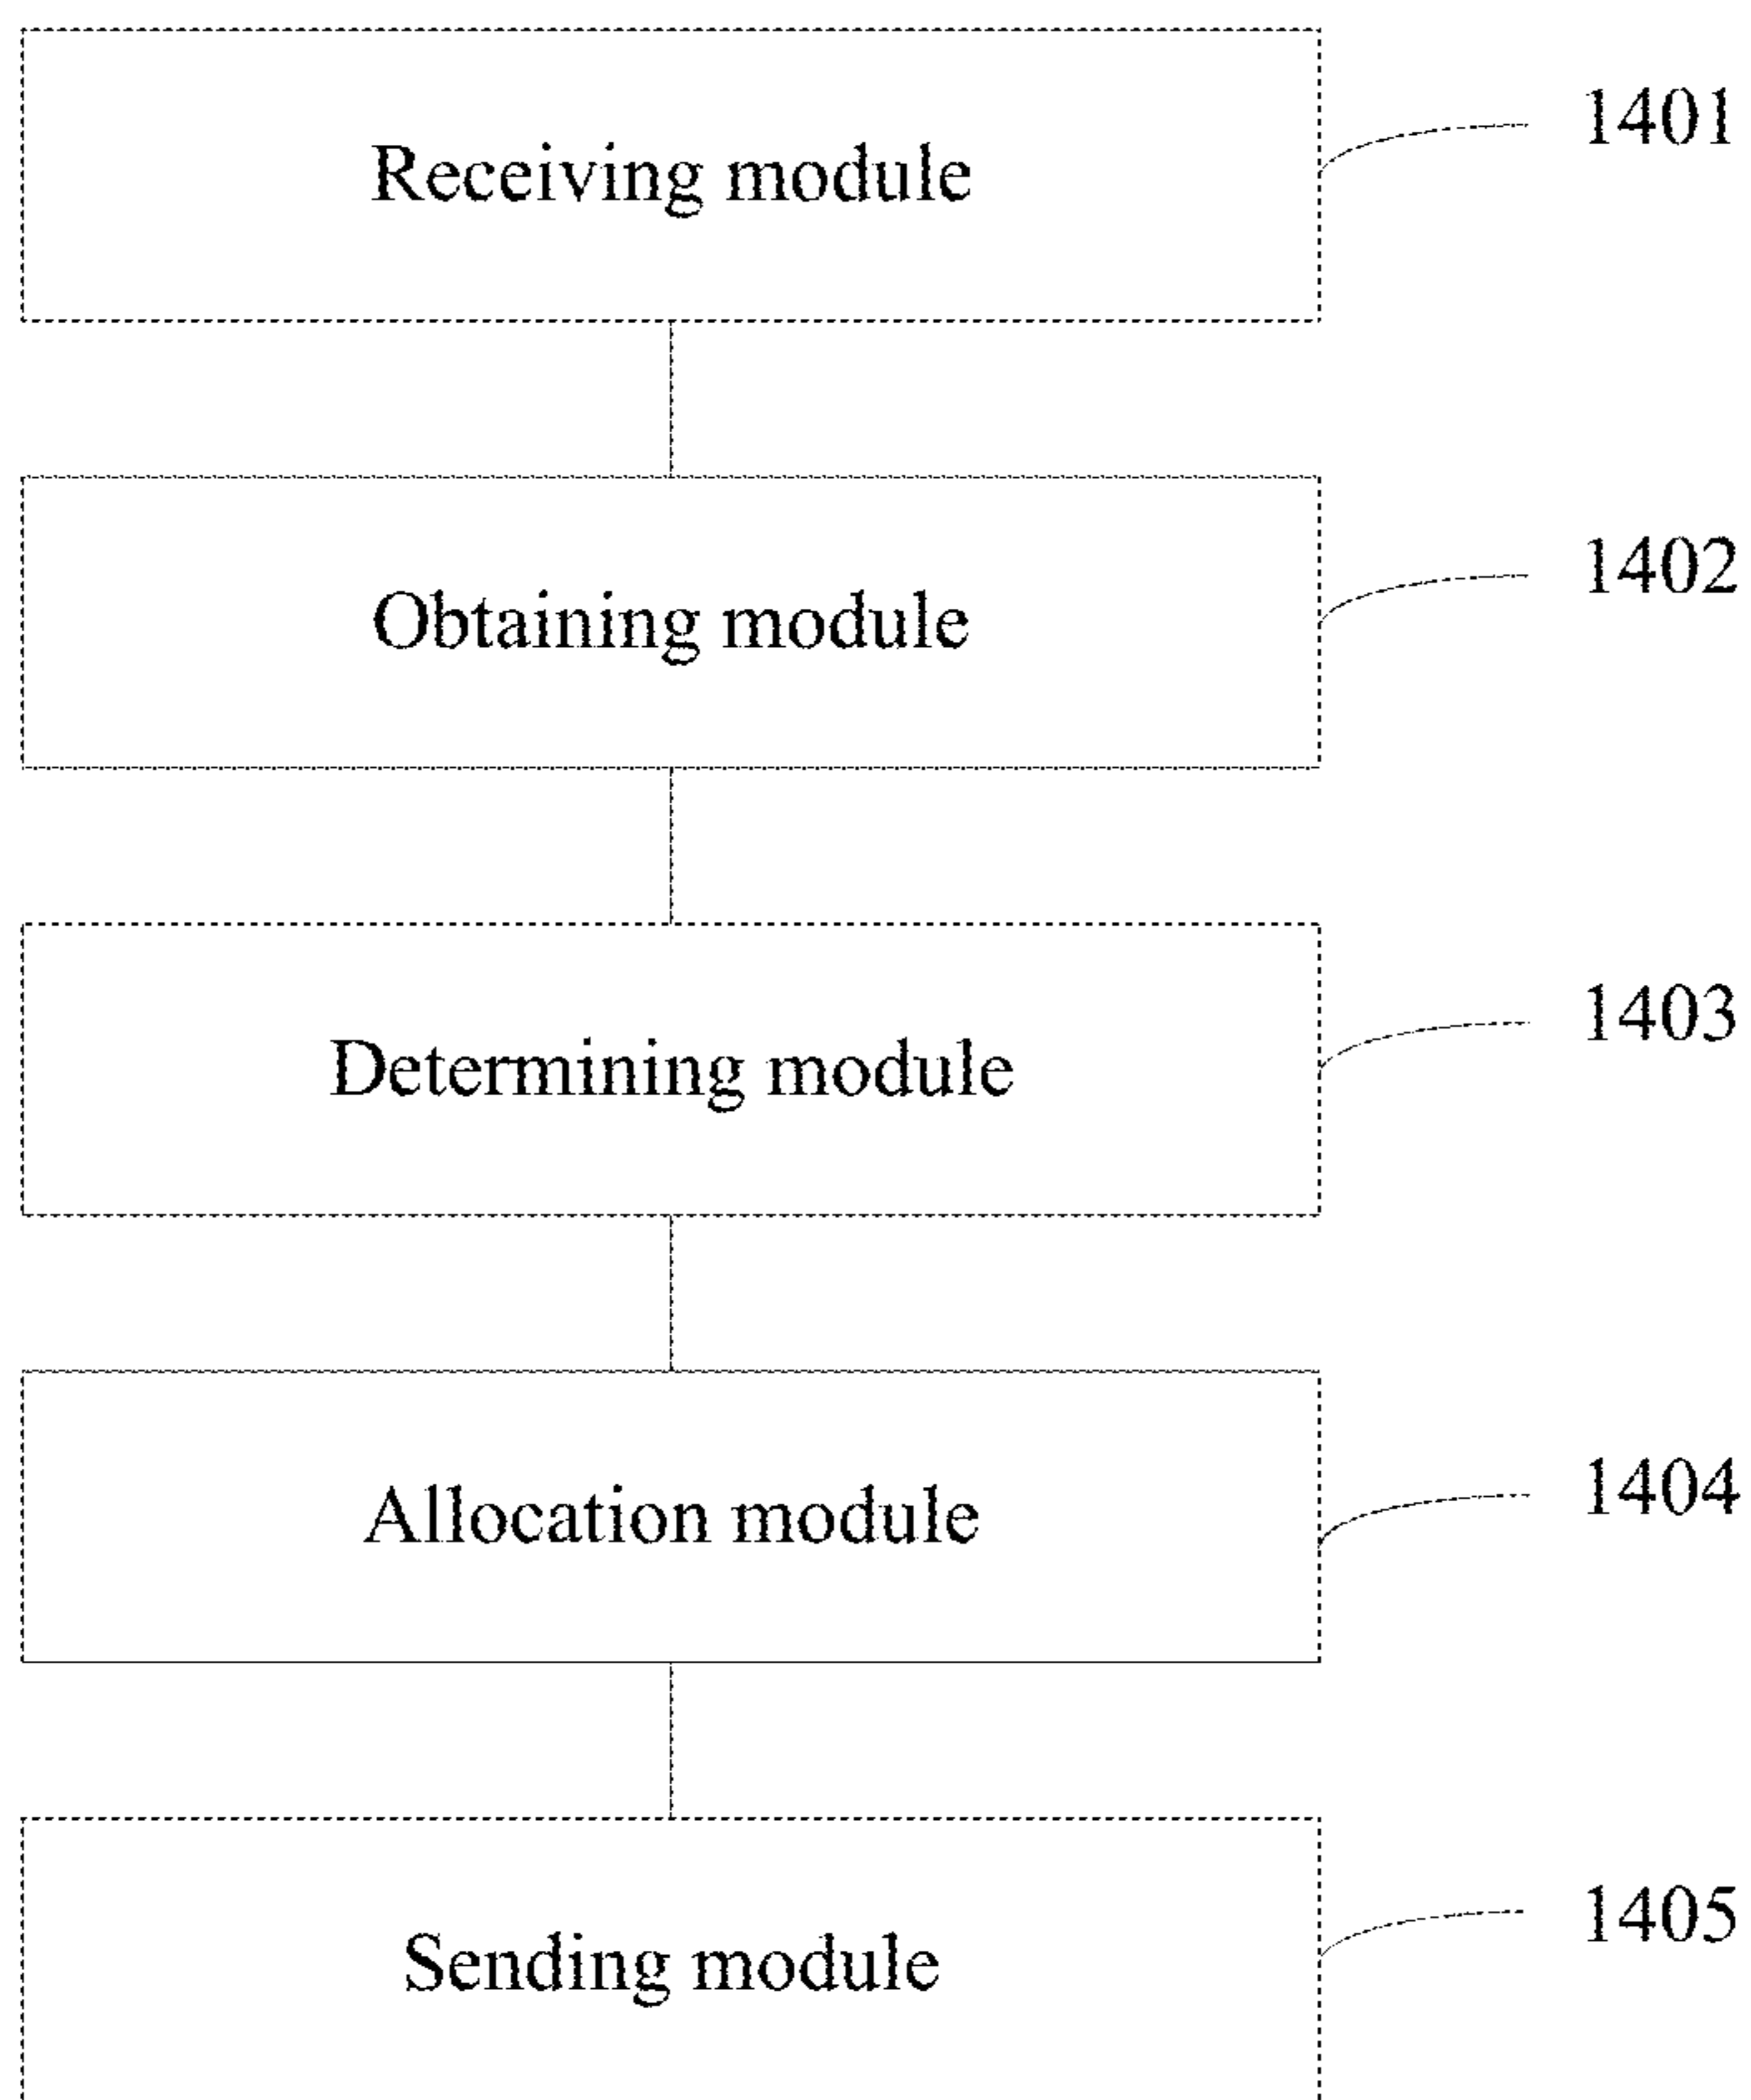 Receiving module
1401
Obtaining module
1402
Determining module
1403
Allocation module
1404
Sending module
1405